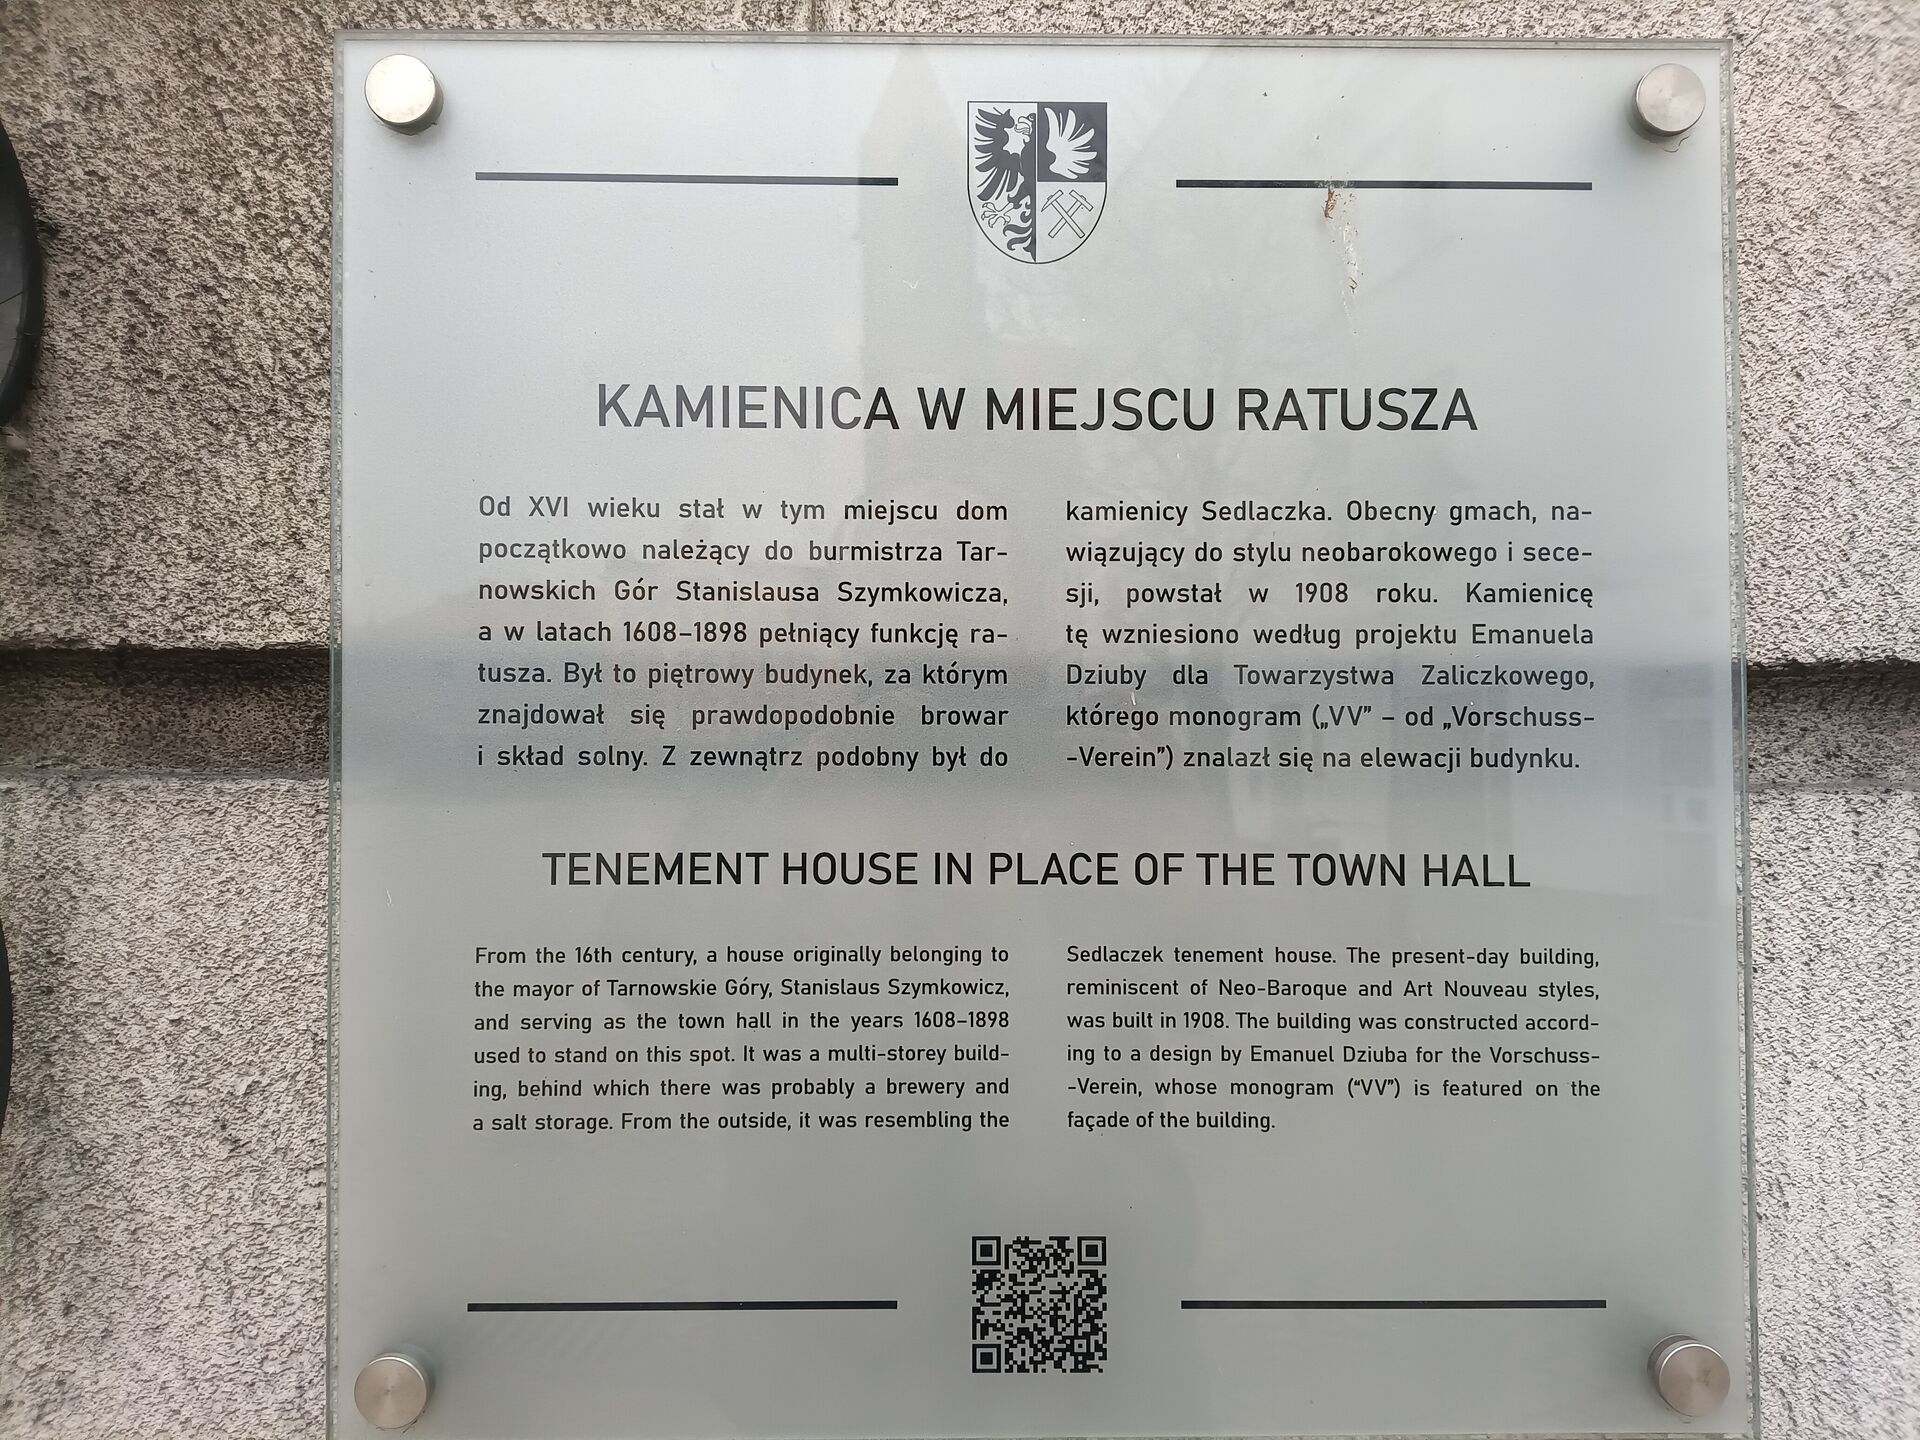 KAMIENICA W MIEJSCU RATUSZA
Od XVI wieku stał w tym miejscu dom
początkowo należący do burmistrza Tar-
nowskich Gór Stanislausa Szymkowicza,
a w latach 1608–1898 pełniący funkcję ra-
tusza. Był to piętrowy budynek, za którym
znajdował się prawdopodobnie browar
i skład solny. Z zewnątrz podobny był do
kamienicy Sedlaczka. Obecny gmach, na-
wiązujący do stylu neobarokowego i sece-
sji, powstał w 1908 roku. Kamienicę
tę wzniesiono według projektu Emanuela
Dziuby dla Towarzystwa Zaliczkowego,
którego monogram („VV” – od „Vorschuss-
-Verein”) znalazł się na elewacji budynku.
TENEMENT HOUSE IN PLACE OF THE TOWN HALL
From the 16th century, a house originally belonging to
the mayor of Tarnowskie Góry, Stanislaus Szymkowicz,
and serving as the town hall in the years 1608–1898
used to stand on this spot. It was a multi-storey build-
ing, behind which there was probably a brewery and
a salt storage. From the outside, it was resembling the
Sedlaczek tenement house. The present-day building,
reminiscent of Neo-Baroque and Art Nouveau styles,
was built in 1908. The building was constructed accord-
ing to a design by Emanuel Dziuba for the Vorschuss-
-Verein, whose monogram (“VV”) is featured on the
façade of the building.